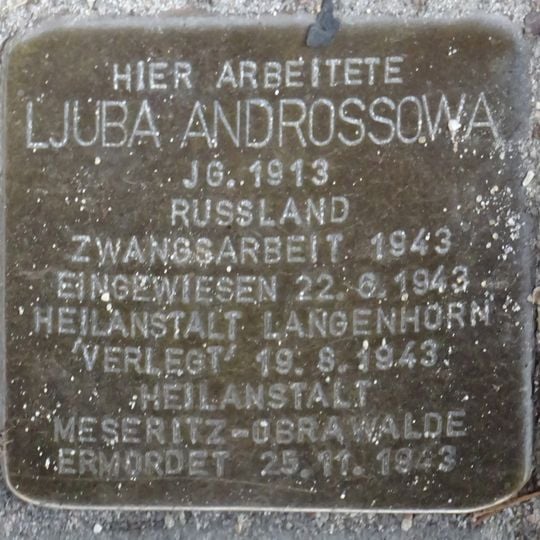 HIER ARBEITETE
LJUBA ANDROSSOWA
JG. 1913
RUSSLAND
ZWANGSARBEIT 1943
EINGEWIESEN 22. 6. 1943
HEILANSTALT LANGENHORN
'VERLEGT' 19. 8. 1943
HEILANSTALT
MESERITZ-OBRAWALDE
ERMORDET 25. 11. 1943